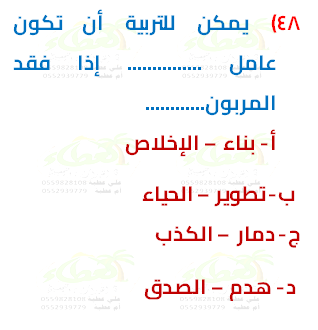 ٤٨) يمكن للتربية أن تكون
عامل ............... إذا فقد
المربون............
أ- بناء – الإخلاص
ب-تطوير – الحياء
ج-دمار – الكذب
د- هدم – الصدق